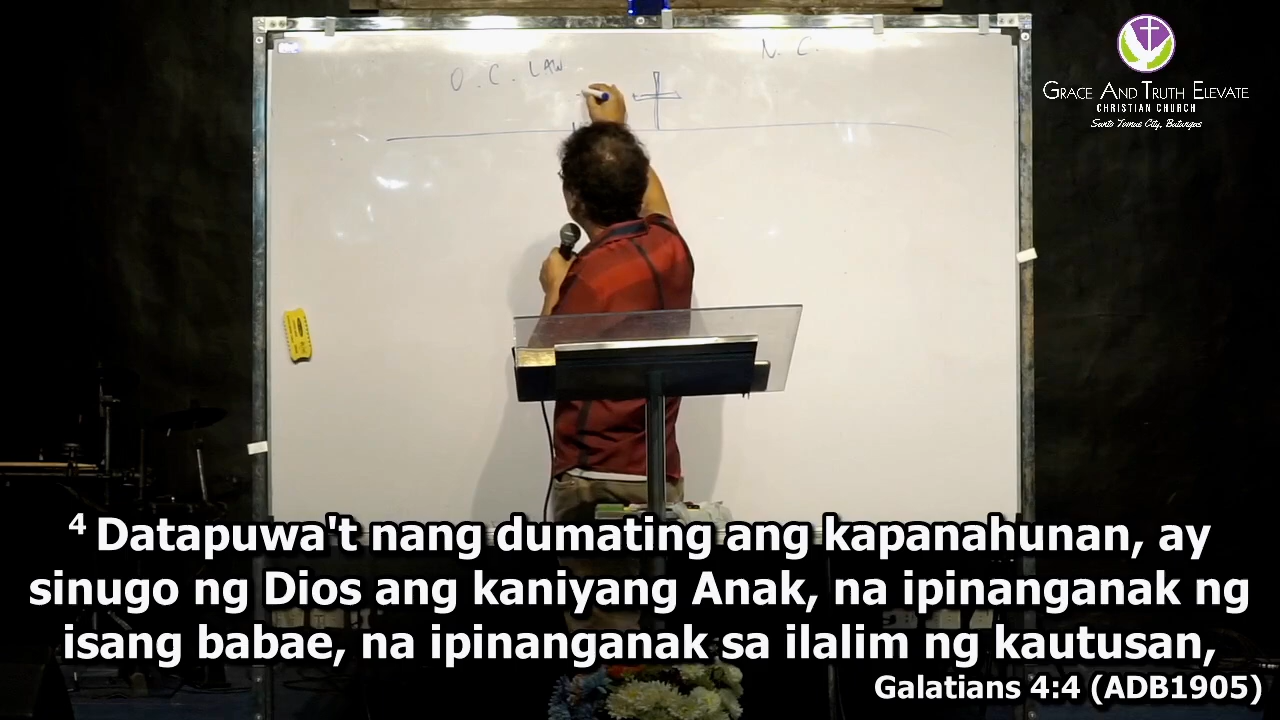 O. C. LAW
N. C.
GRACE AND TRUTH ELEVATE
CHRISTIAN CHURCH
Santo Tomas City, Batangas
4 Datapuwa't nang dumating ang kapanahunan, ay
sinugo ng Dios ang kaniyang Anak, na ipinanganak ng
isang babae, na ipinanganak sa ilalim ng kautusan,
Galatians 4:4 (ADB1905)